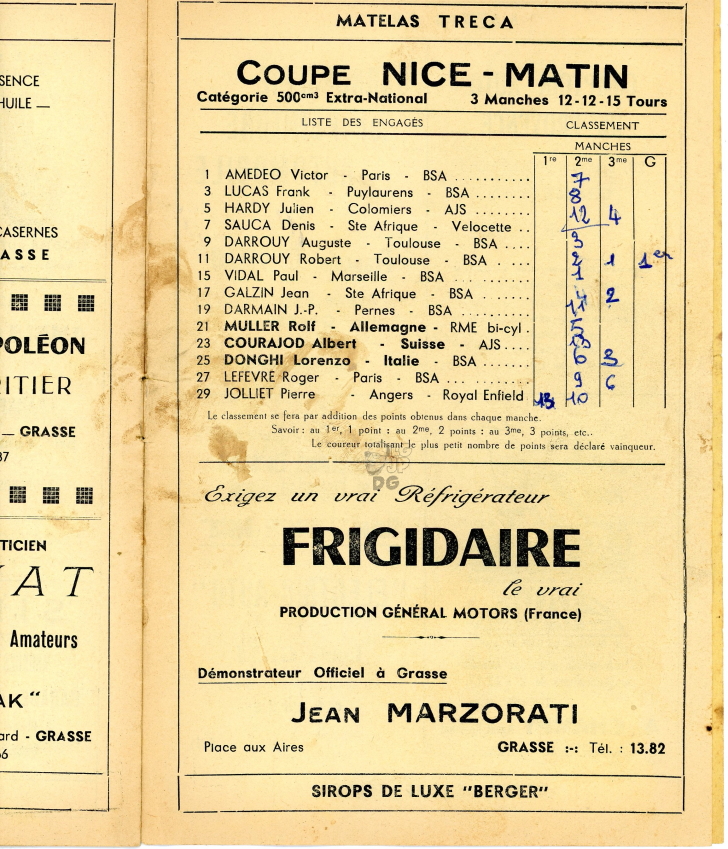 SENCE
HUILE —
CASERNES
ASSE
POLÉON
RITIER
— GRASSE
37
TICIEN
AT
Amateurs
AK"
ard - GRASSE
66
MATELAS TRECA
COUPE NICE - MATIN
Catégorie 500cm3 Extra-National 3 Manches 12-12-15 Tours
LISTE DES ENGAGÉS CLASSEMENT
MANCHES
1re 2me 3me G
1 AMEDEO Victor - Paris - BSA ........... 7
3 LUCAS Frank - Puylaurens - BSA ........ 8
5 HARDY Julien - Colomiers - AJS ........ 12 4
7 SAUCA Denis - Ste Afrique - Velocette ..
9 DARROUY Auguste - Toulouse - BSA .... 3
11 DARROUY Robert - Toulouse - BSA ..... 2 1 1er
15 VIDAL Paul - Marseille - BSA ........... 1
17 GALZIN Jean - Ste Afrique - BSA ....... 4 2
19 DARMAIN J.-P. - Pernes - BSA ......... 11
21 MULLER Rolf - Allemagne - RME bi-cyl . 5
23 COURAJOD Albert - Suisse - AJS .... 13
25 DONGHI Lorenzo - Italie - BSA ....... 6 3
27 LEFEVRE Roger - Paris - BSA ... ........ 9 6
29 JOLLIET Pierre - Angers - Royal Enfield 13 10
Le classement se fera par addition des points obtenus dans chaque manche.
Savoir : au 1er, 1 point : au 2me, 2 points : au 3me, 3 points, etc..
Le coureur totalisant le plus petit nombre de points sera déclaré vainqueur.
DG
Exigez un vrai Réfrigérateur
FRIGIDAIRE
le vrai
PRODUCTION GÉNÉRAL MOTORS (France)
Démonstrateur Officiel à Grasse
JEAN MARZORATI
Place aux Aires GRASSE :-: Tél. : 13.82
SIROPS DE LUXE "BERGER"